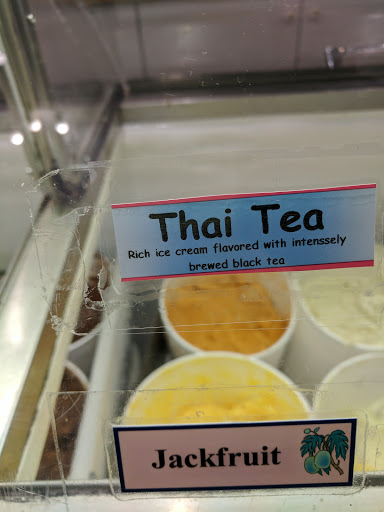 Thai Tea
Rich ice cream flavored with intenssely
brewed black tea
Jackfruit